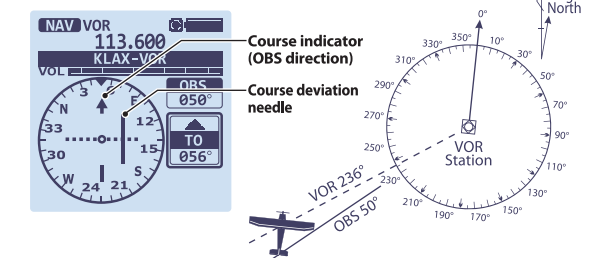 NAV VOR
113.600
KLAX-VOR
VOL
OBS
050°
TO
056°
3
6
E
12
15
S
21
24
W
30
33
N
Course indicator
(OBS direction)
Course deviation
needle
North
0°
30°
50°
70°
90°
110°
130°
150°
170°
190°
210°
230°
250°
270°
290°
310°
330°
350°
VOR
Station
VOR 236°
OBS 50°